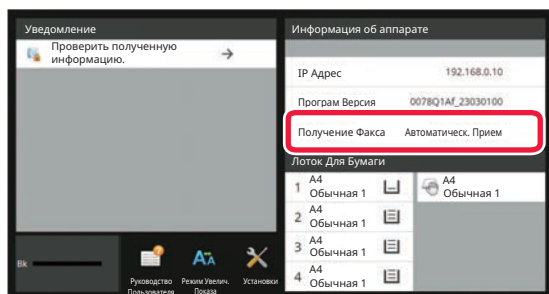 Уведомление
Проверить полученную
информацию.
Информация об аппарате
IP Адрес 192.168.0.10
Програм Версия 0078Q1Af_23030100
Получение Факса Автоматическ. Прием
Лоток Для Бумаги
1 A4
Обычная 1
A4
Обычная 1
2 A4
Обычная 1
3 A4
Обычная 1
4 A4
Обычная 1
Bk
Руководство
Пользователя
Режим Увелич.
Показа
Установки